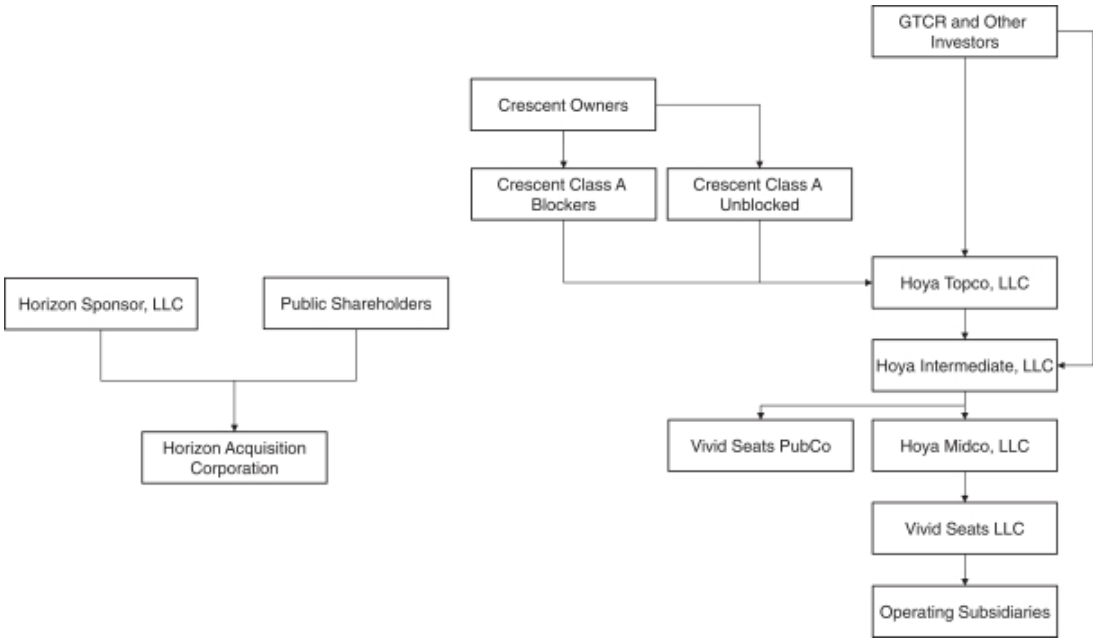 GTCR and Other
Investors
Crescent Owners
Crescent Class A
Blockers
Crescent Class A
Unblocked
Hoya Topco, LLC
Horizon Sponsor, LLC
Public Shareholders
Hoya Intermediate, LLC
Vivid Seats PubCo
Hoya Midco, LLC
Horizon Acquisition
Corporation
Vivid Seats LLC
Operating Subsidiaries